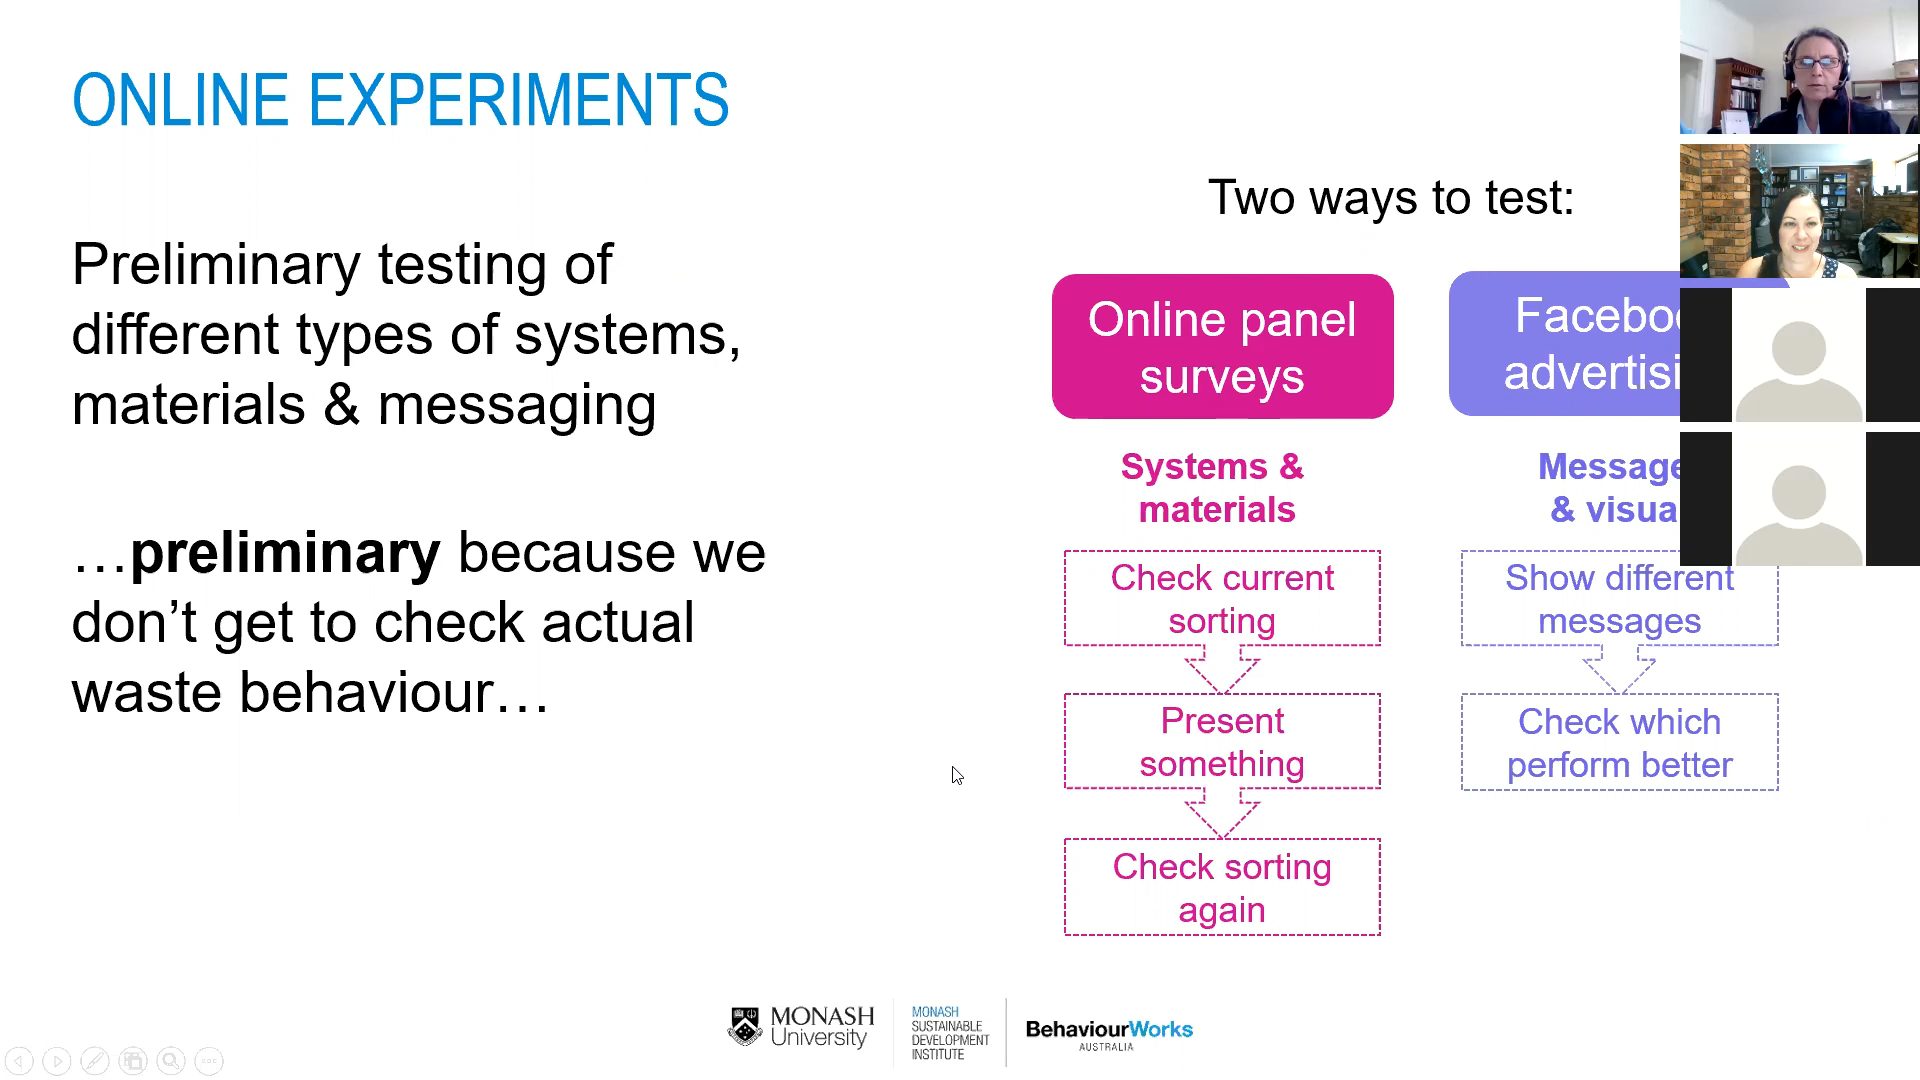 ONLINE EXPERIMENTS
Preliminary testing of
different types of systems,
materials & messaging
…preliminary because we
don’t get to check actual
waste behaviour…
Two ways to test:
Online panel
surveys
Systems &
materials
Check current
sorting
Present
something
Check sorting
again
Show different
messages
Check which
perform better
MONASH
University
MONASH
SUSTAINABLE
DEVELOPMENT
INSTITUTE
BehaviourWorks
AUSTRALIA